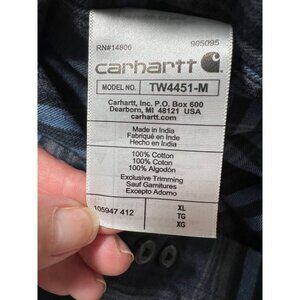 RN#14806 905095
carhartt
MODEL NO. TW4451-M
Carhartt, Inc. P.O. Box 600
Dearborn, MI 48121 USA
carhartt.com
Made in India
Fabriqué en Inde
Hecho en India
100% Cotton
100% Coton
100% Algodón
Exclusive Trimming
Sauf Garnitures
Excepto Adorno
105947 412
XL
TG
XG